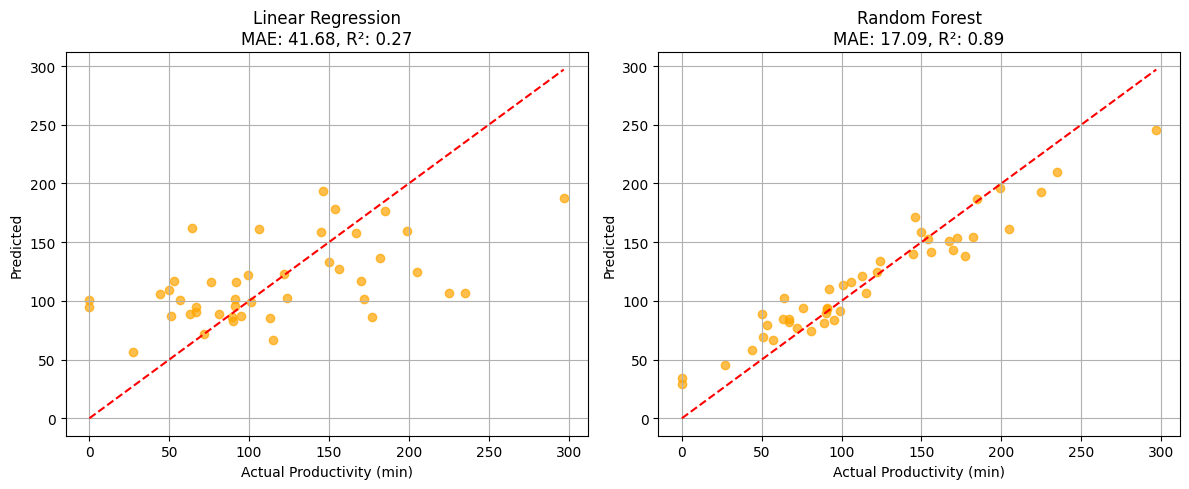 Linear Regression
MAE: 41.68, R²: 0.27
300
250
200
150
100
50
0
Predicted
0 50 100 150 200 250 300
Actual Productivity (min)
Random Forest
MAE: 17.09, R²: 0.89
300
250
200
150
100
50
0
Predicted
0 50 100 150 200 250 300
Actual Productivity (min)